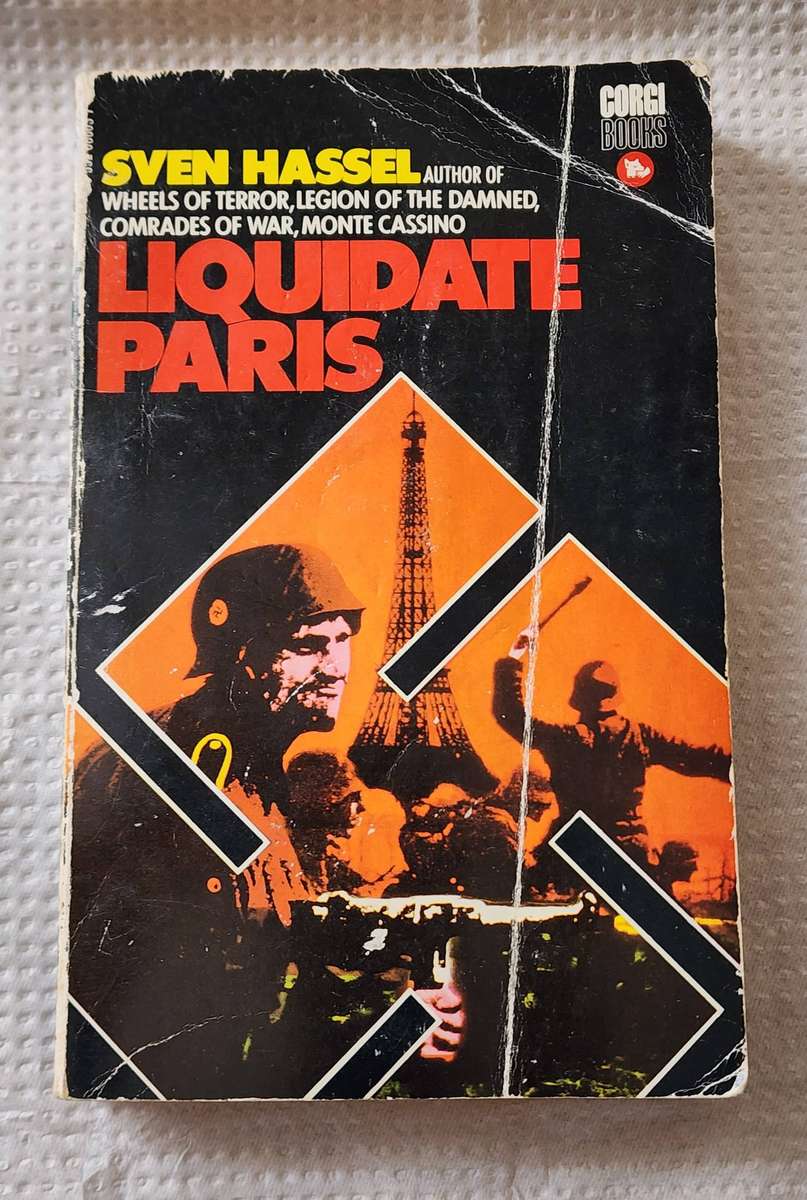 SVEN HASSEL AUTHOR OF
WHEELS OF TERROR, LEGION OF THE DAMNED,
COMRADES OF WAR, MONTE CASSINO
LIQUIDATE
PARIS
CORGI
BOOKS